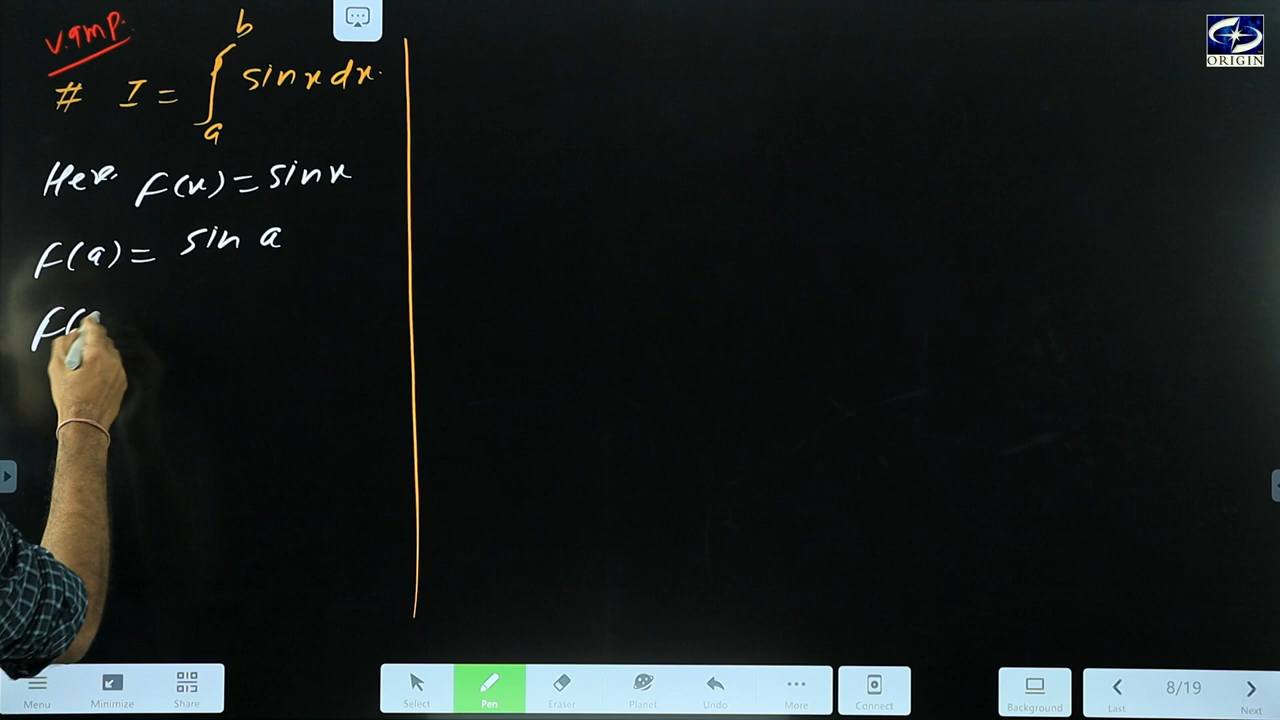 v.imp.
# I = ∫ₐᵇ sinx dx.
Here f(x) = sinx
f(a) = sin a
f(
ORIGIN
Menu
Minimize
Share
Select
Pen
Eraser
Planet
Undo
More
Connect
Background
Last
8/19
Next